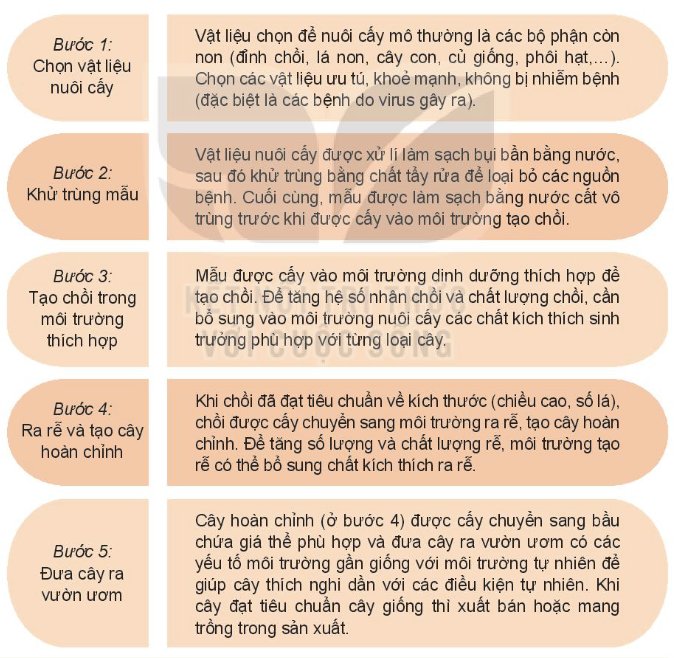 Bước 1:
Chọn vật liệu
nuôi cấy
Vật liệu chọn để nuôi cấy mô thường là các bộ phận còn
non (đỉnh chồi, lá non, cây con, củ giống, phôi hạt,...).
Chọn các vật liệu ưu tú, khoẻ mạnh, không bị nhiễm bệnh
(đặc biệt là các bệnh do virus gây ra).
Bước 2:
Khử trùng mẫu
Vật liệu nuôi cấy được xử lí làm sạch bụi bẩn bằng nước,
sau đó khử trùng bằng chất tẩy rửa để loại bỏ các nguồn
bệnh. Cuối cùng, mẫu được làm sạch bằng nước cất vô
trùng trước khi được cấy vào môi trường tạo chồi.
Bước 3:
Tạo chồi trong
môi trường
thích hợp
Mẫu được cấy vào môi trường dinh dưỡng thích hợp để
tạo chồi. Để tăng hệ số nhân chồi và chất lượng chồi, cần
bổ sung vào môi trường nuôi cấy các chất kích thích sinh
trưởng phù hợp với từng loại cây.
KẾT NỐI TRI THỨC
VỚI CUỘC SỐNG
Bước 4:
Ra rễ và tạo cây
hoàn chỉnh
Khi chồi đã đạt tiêu chuẩn về kích thước (chiều cao, số lá),
chồi được cấy chuyển sang môi trường ra rễ, tạo cây hoàn
chỉnh. Để tăng số lượng và chất lượng rễ, môi trường tạo
rễ có thể bổ sung chất kích thích ra rễ.
Bước 5:
Đưa cây ra
vườn ươm
Cây hoàn chỉnh (ở bước 4) được cấy chuyển sang bầu
chứa giá thể phù hợp và đưa cây ra vườn ươm có các
yếu tố môi trường gần giống với môi trường tự nhiên để
giúp cây thích nghi dần với các điều kiện tự nhiên. Khi
cây đạt tiêu chuẩn cây giống thì xuất bán hoặc mang
trồng trong sản xuất.